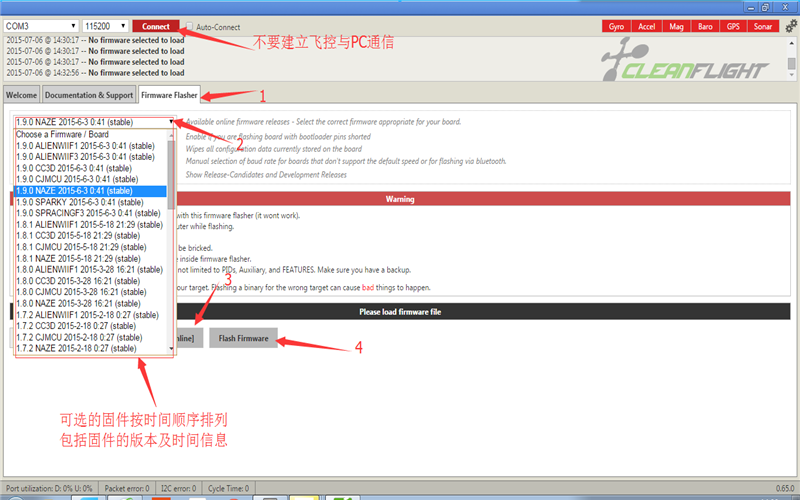 COM3 115200 Connect Auto-Connect Gyro Accel Mag Baro GPS Sonar
不要建立飞控与PC通信
2015-07-06 @ 14:30:17 -- No firmware selected to load
2015-07-06 @ 14:30:17 -- No firmware selected to load
2015-07-06 @ 14:30:17 -- No firmware selected to load
2015-07-06 @ 14:32:56 -- No firmware selected to load
CLEANFLIGHT
Welcome Documentation & Support Firmware Flasher 1
1.9.0 NAZE 2015-6-3 0:41 (stable) 2
Available online firmware releases - Select the correct firmware appropriate for your board.
Enable if you are flashing board with bootloader pins shorted
Wipes all configuration data currently stored on the board
Manual selection of baud rate for boards that don't support the default speed or for flashing via bluetooth.
Show Release-Candidates and Development Releases
Choose a Firmware / Board
1.9.0 ALIENWIIF1 2015-6-3 0:41 (stable)
1.9.0 ALIENWIIF3 2015-6-3 0:41 (stable)
1.9.0 CC3D 2015-6-3 0:41 (stable)
1.9.0 CJMCU 2015-6-3 0:41 (stable)
1.9.0 NAZE 2015-6-3 0:41 (stable)
1.9.0 SPARKY 2015-6-3 0:41 (stable)
1.9.0 SPRACINGF3 2015-6-3 0:41 (stable)
1.8.1 ALIENWIIF1 2015-5-18 21:29 (stable)
1.8.1 CC3D 2015-5-18 21:29 (stable)
1.8.1 CJMCU 2015-5-18 21:29 (stable)
1.8.1 NAZE 2015-5-18 21:29 (stable)
1.8.0 ALIENWIIF1 2015-3-28 16:21 (stable)
1.8.0 CC3D 2015-3-28 16:21 (stable)
1.8.0 CJMCU 2015-3-28 16:21 (stable)
1.8.0 NAZE 2015-3-28 16:21 (stable)
1.7.2 ALIENWIIF1 2015-2-18 0:27 (stable)
1.7.2 CC3D 2015-2-18 0:27 (stable)
1.7.2 CJMCU 2015-2-18 0:27 (stable)
1.7.2 NAZE 2015-2-18 0:27 (stable)
Warning
with this firmware flasher (it wont work).
uter while flashing.
be bricked.
e inside firmware flasher.
not limited to PIDs, Auxiliary, and FEATURES. Make sure you have a backup.
your target. Flashing a binary for the wrong target can cause bad things to happen.
3
Please load firmware file
nline] Flash Firmware 4
可选的固件按时间顺序排列
包括固件的版本及时间信息
Port utilization: D: 0% U: 0% Packet error: 0 I2C error: 0 Cycle Time: 0 0.65.0